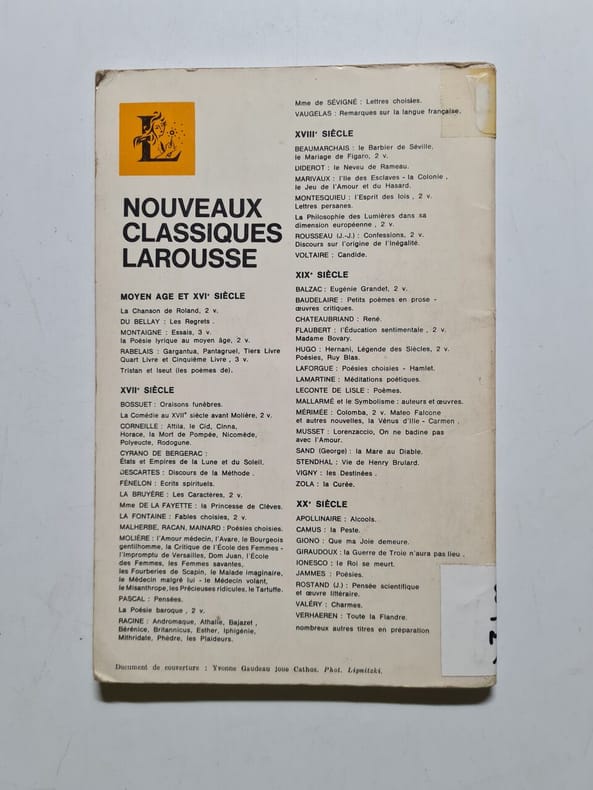 L
NOUVEAUX
CLASSIQUES
LAROUSSE
MOYEN AGE ET XVIᵉ SIÈCLE
La Chanson de Roland, 2 v.
DU BELLAY : Les Regrets .
MONTAIGNE : Essais, 3 v.
la Poésie lyrique au moyen âge, 2 v.
RABELAIS : Gargantua, Pantagruel, Tiers Livre
Quart Livre et Cinquième Livre , 3 v.
Tristan et Iseut (les poèmes de).
XVIIᵉ SIÈCLE
BOSSUET : Oraisons funèbres.
La Comédie au XVIIᵉ siècle avant Molière, 2 v.
CORNEILLE : Attila, le Cid, Cinna,
Horace, la Mort de Pompée, Nicomède,
Polyeucte, Rodogune.
CYRANO DE BERGERAC :
États et Empires de la Lune et du Soleil.
DESCARTES : Discours de la Méthode .
FÉNELON : Ecrits spirituels.
LA BRUYÈRE : Les Caractères, 2 v.
Mme DE LA FAYETTE : la Princesse de Clèves.
LA FONTAINE : Fables choisies, 2 v.
MALHERBE, RACAN, MAINARD : Poésies choisies.
MOLIÈRE : l'Amour médecin, l'Avare, le Bourgeois
gentilhomme, la Critique de l'École des Femmes -
l'Impromptu de Versailles, Dom Juan, l'École
des Femmes, les Femmes savantes,
les Fourberies de Scapin, le Malade imaginaire,
le Médecin malgré lui - le Médecin volant,
le Misanthrope, les Précieuses ridicules, le Tartuffe.
PASCAL : Pensées.
La Poésie baroque , 2 v.
RACINE : Andromaque, Athalie, Bajazet ,
Bérénice, Britannicus, Esther, Iphigénie,
Mithridate, Phèdre, les Plaideurs.
Mme de SÉVIGNÉ : Lettres choisies.
VAUGELAS : Remarques sur la langue française.
XVIIIᵉ SIÈCLE
BEAUMARCHAIS : le Barbier de Séville,
le Mariage de Figaro, 2 v.
DIDEROT : le Neveu de Rameau.
MARIVAUX : l'Ile des Esclaves - la Colonie ,
le Jeu de l'Amour et du Hasard.
MONTESQUIEU : l'Esprit des lois , 2 v.
Lettres persanes.
La Philosophie des Lumières dans sa
dimension européenne , 2 v.
ROUSSEAU (J.-J.) : Confessions, 2 v.
Discours sur l'origine de l'inégalité.
VOLTAIRE : Candide.
XIXᵉ SIÈCLE
BALZAC : Eugénie Grandet, 2 v.
BAUDELAIRE : Petits poèmes en prose -
œuvres critiques.
CHATEAUBRIAND : René.
FLAUBERT : l'Éducation sentimentale , 2 v.
Madame Bovary.
HUGO : Hernani, Légende des Siècles, 2 v.
Poésies, Ruy Blas.
LAFORGUE : Poésies choisies - Hamlet.
LAMARTINE : Méditations poétiques.
LECONTE DE LISLE : Poèmes.
MALLARMÉ et le Symbolisme : auteurs et œuvres.
MÉRIMÉE : Colomba, 2 v. Mateo Falcone
et autres nouvelles, la Vénus d'Ille - Carmen .
MUSSET : Lorenzaccio, On ne badine pas
avec l'Amour.
SAND (George) : la Mare au Diable.
STENDHAL : Vie de Henry Brulard.
VIGNY : les Destinées .
ZOLA : la Curée.
XXᵉ SIÈCLE
APOLLINAIRE : Alcools.
CAMUS : la Peste.
GIONO : Que ma Joie demeure.
GIRAUDOUX : la Guerre de Troie n'aura pas lieu .
IONESCO : le Roi se meurt.
JAMMES : Poésies.
ROSTAND (J.) : Pensée scientifique
et œuvre littéraire.
VALÉRY : Charmes.
VERHAEREN : Toute la Flandre.
nombreux autres titres en préparation
Document de couverture : Yvonne Gaudeau joue Cathos. Phot. Lipnitzki.